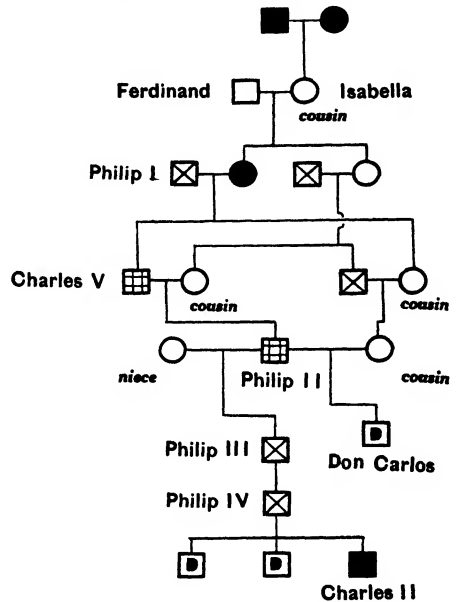 Ferdinand Isabella
cousin
Philip I
Charles V
cousin cousin
niece Philip II cousin
D
Philip III Don Carlos
Philip IV
D D
Charles II